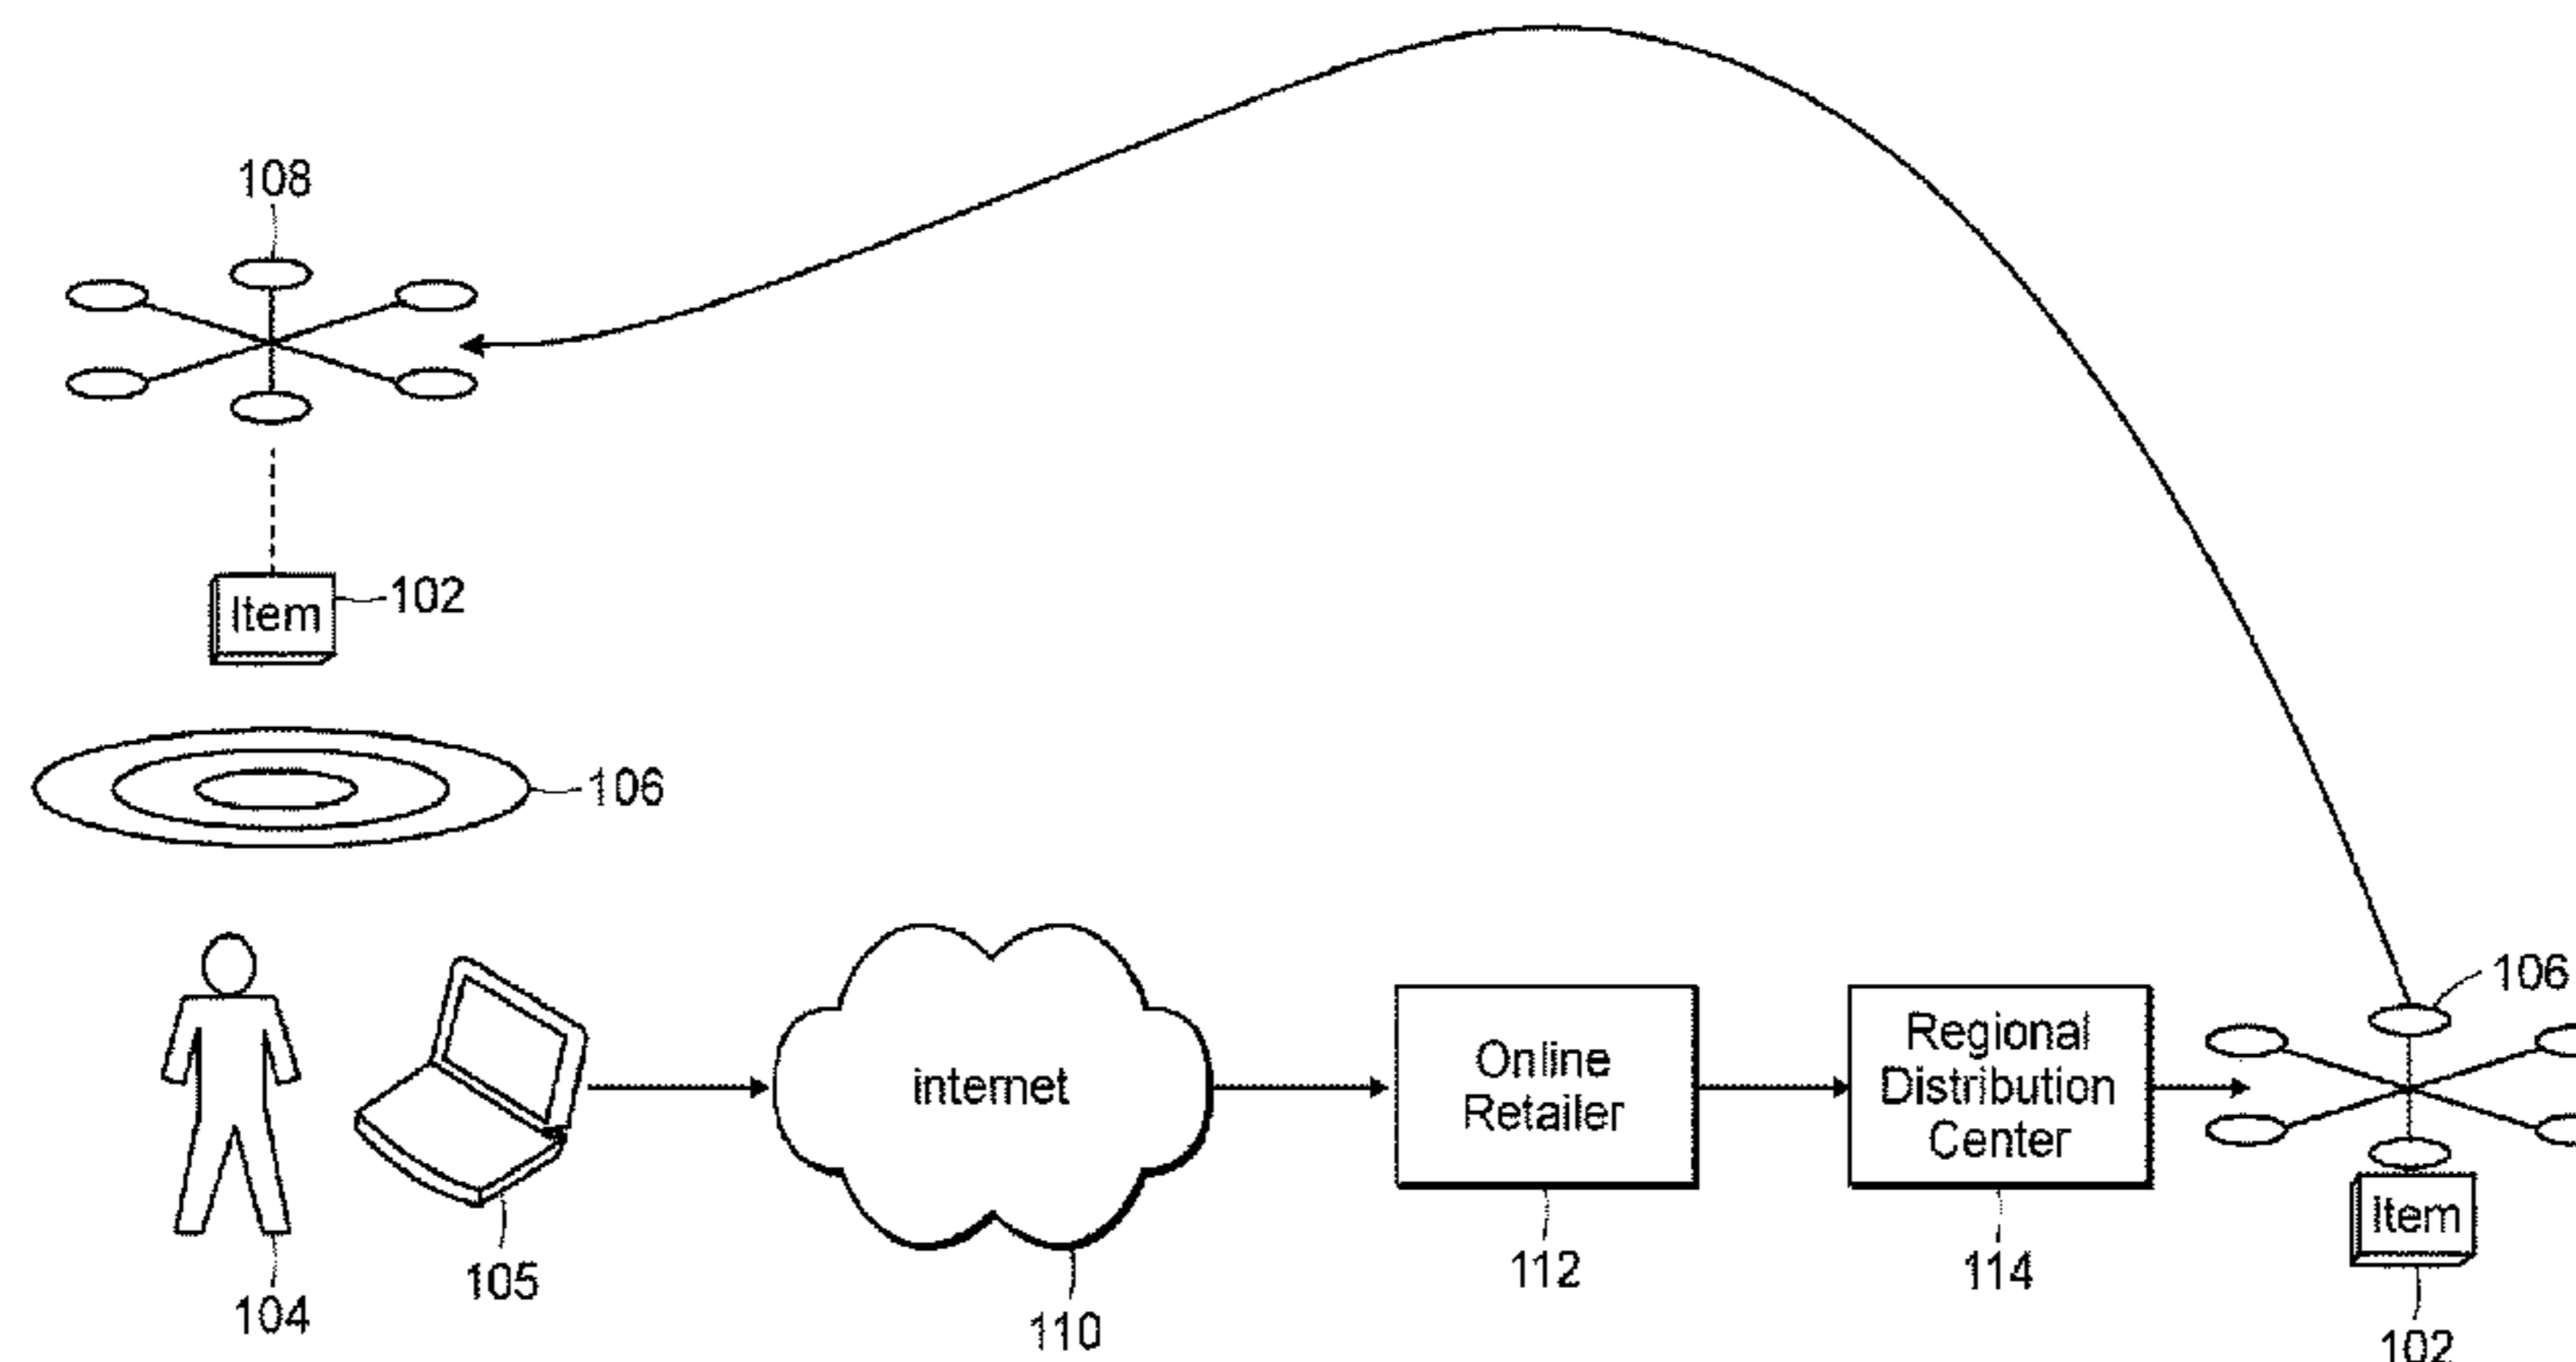 108
Item
102
106
internet
Online
Retailer
Regional
Distribution
Center
106
Item
104
105
110
112
114
102